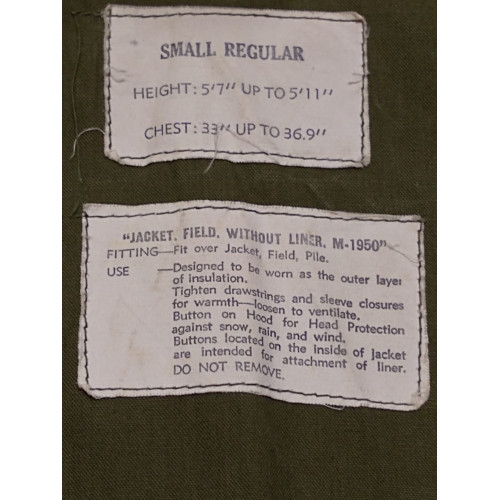 SMALL REGULAR
HEIGHT: 5'7" UP TO 5'11"
CHEST: 33" UP TO 36.9"
"JACKET, FIELD, WITHOUT LINER, M-1950"
FITTING—Fit over Jacket, Field, Pile.
USE —Designed to be worn as the outer layer
of insulation.
Tighten drawstrings and sleeve closures
for warmth—loosen to ventilate.
Button on Hood for Head Protection
against snow, rain, and wind.
Buttons located on the inside of Jacket
are intended for attachment of liner.
DO NOT REMOVE.